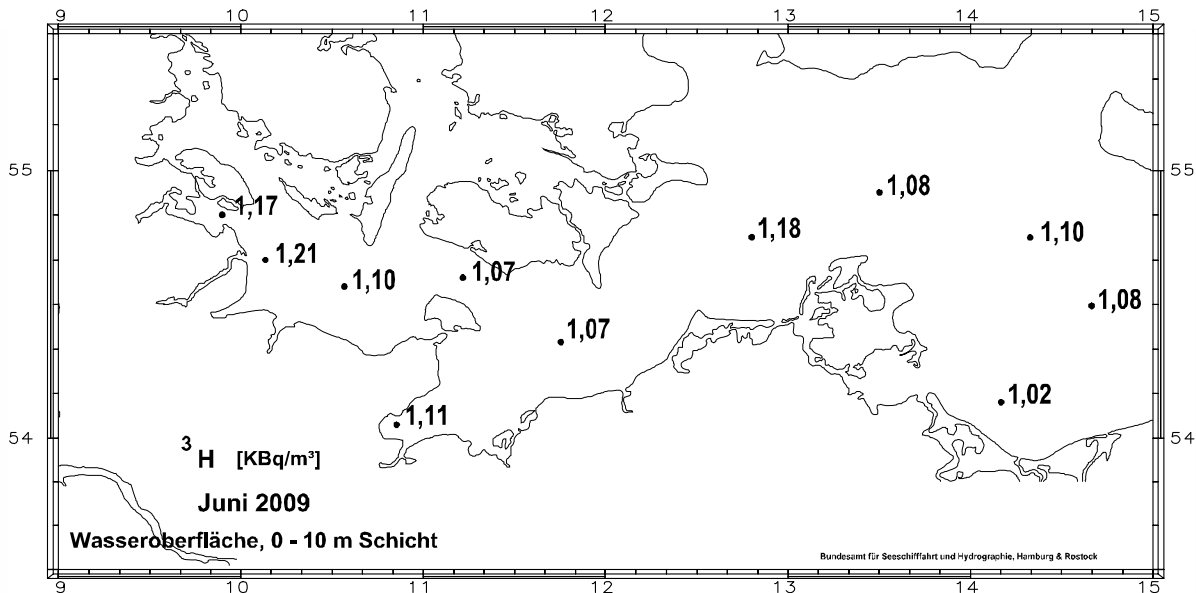 9 10 11 12 13 14 15
55 55
1,08
1,17
1,18 1,10
1,21
1,10 1,07
1,08
1,07
1,02
1,11
54 54
3 H [KBq/m³]
Juni 2009
Wasseroberfläche, 0 - 10 m Schicht
Bundesamt für Seeschifffahrt und Hydrographie, Hamburg & Rostock
9 10 11 12 13 14 15